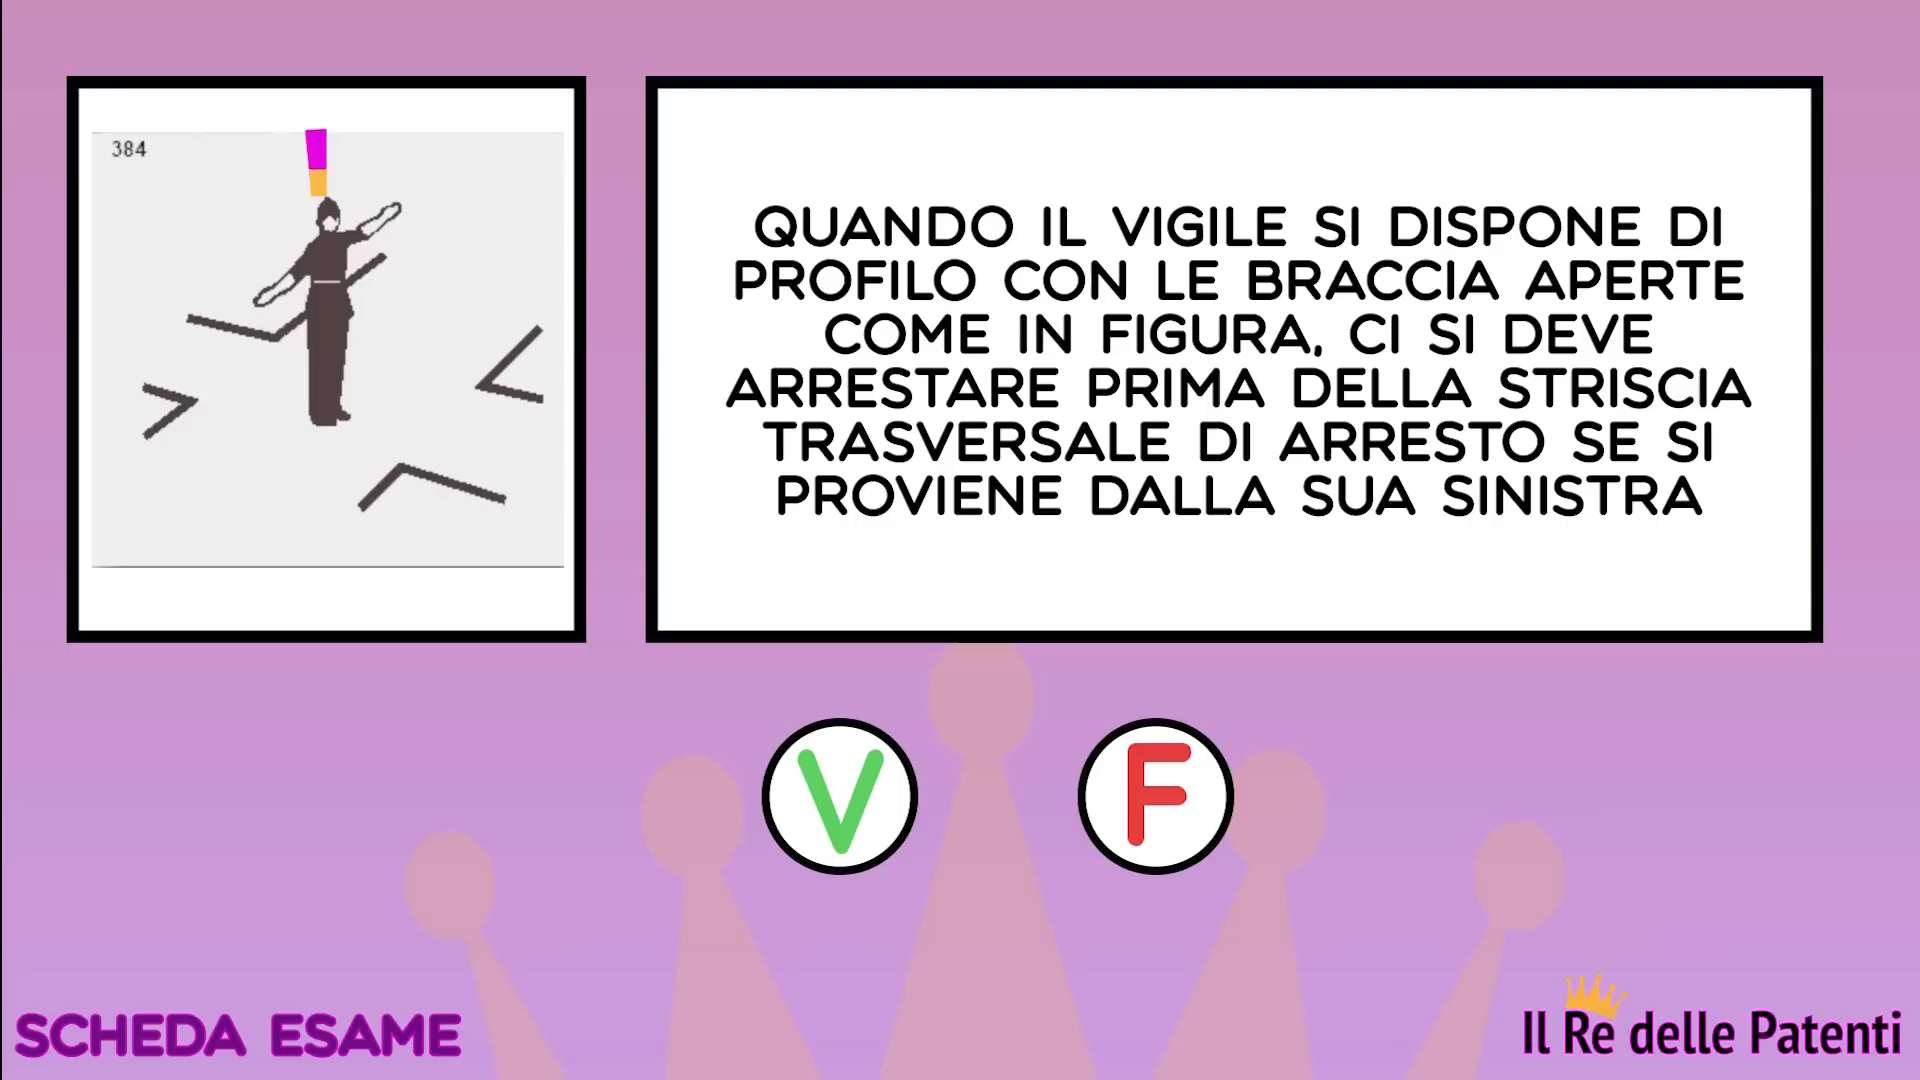 384
QUANDO IL VIGILE SI DISPONE DI
PROFILO CON LE BRACCIA APERTE
COME IN FIGURA, CI SI DEVE
ARRESTARE PRIMA DELLA STRISCIA
TRASVERSALE DI ARRESTO SE SI
PROVIENE DALLA SUA SINISTRA
V F
SCHEDA ESAME
Il Re delle Patenti